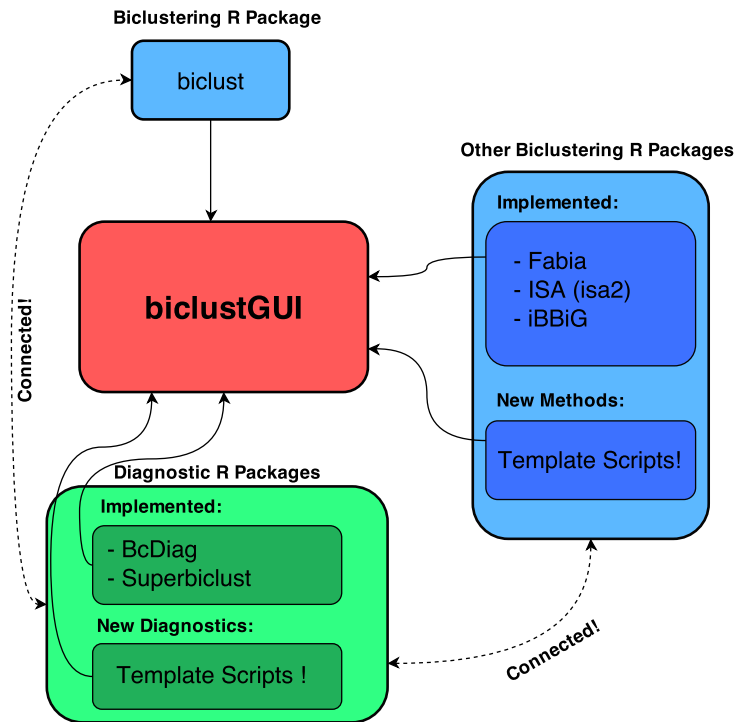 Biclustering R Package
biclust
Other Biclustering R Packages
Implemented:
- Fabia
- ISA (isa2)
- iBBiG
New Methods:
Template Scripts!
biclustGUI
Connected!
Diagnostic R Packages
Implemented:
- BcDiag
- Superbiclust
New Diagnostics:
Template Scripts !
Connected!